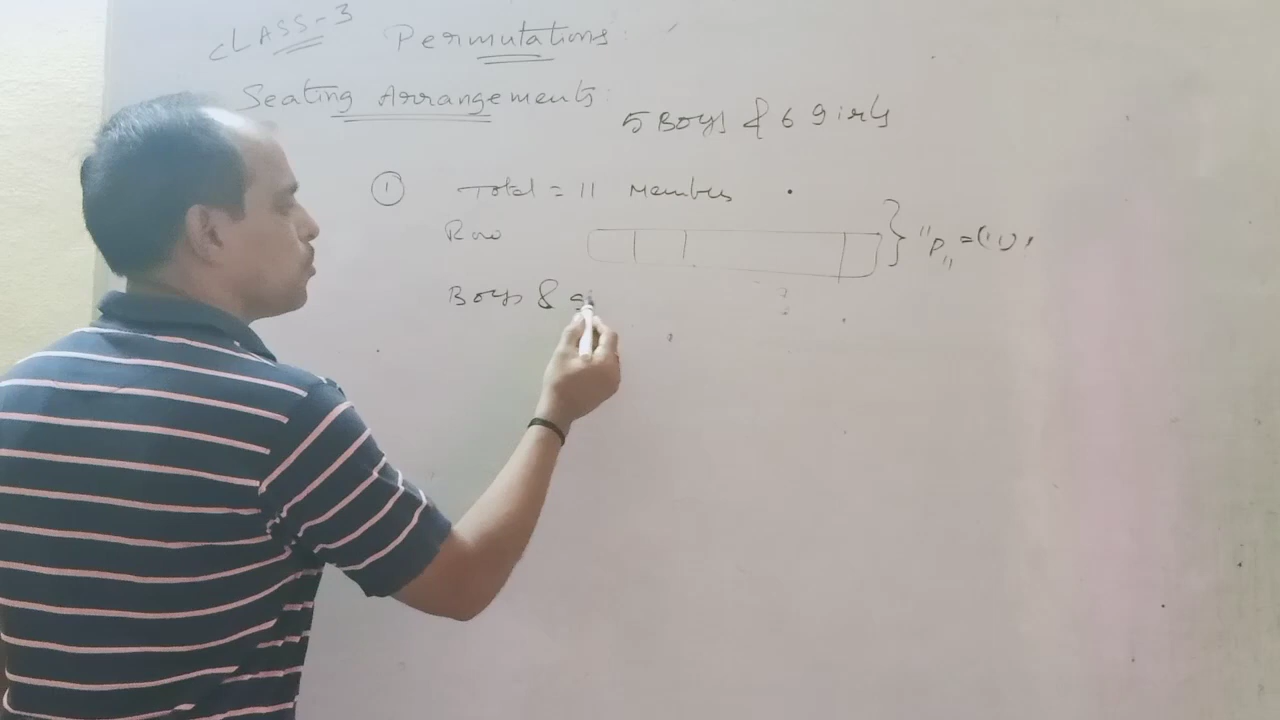 CLASS-3
Permutations:
Seating Arrangements:
5 Boys & 6 Girls
① Total = 11 Members
Row } ¹¹P₁₁ = (11)!
Boys & G